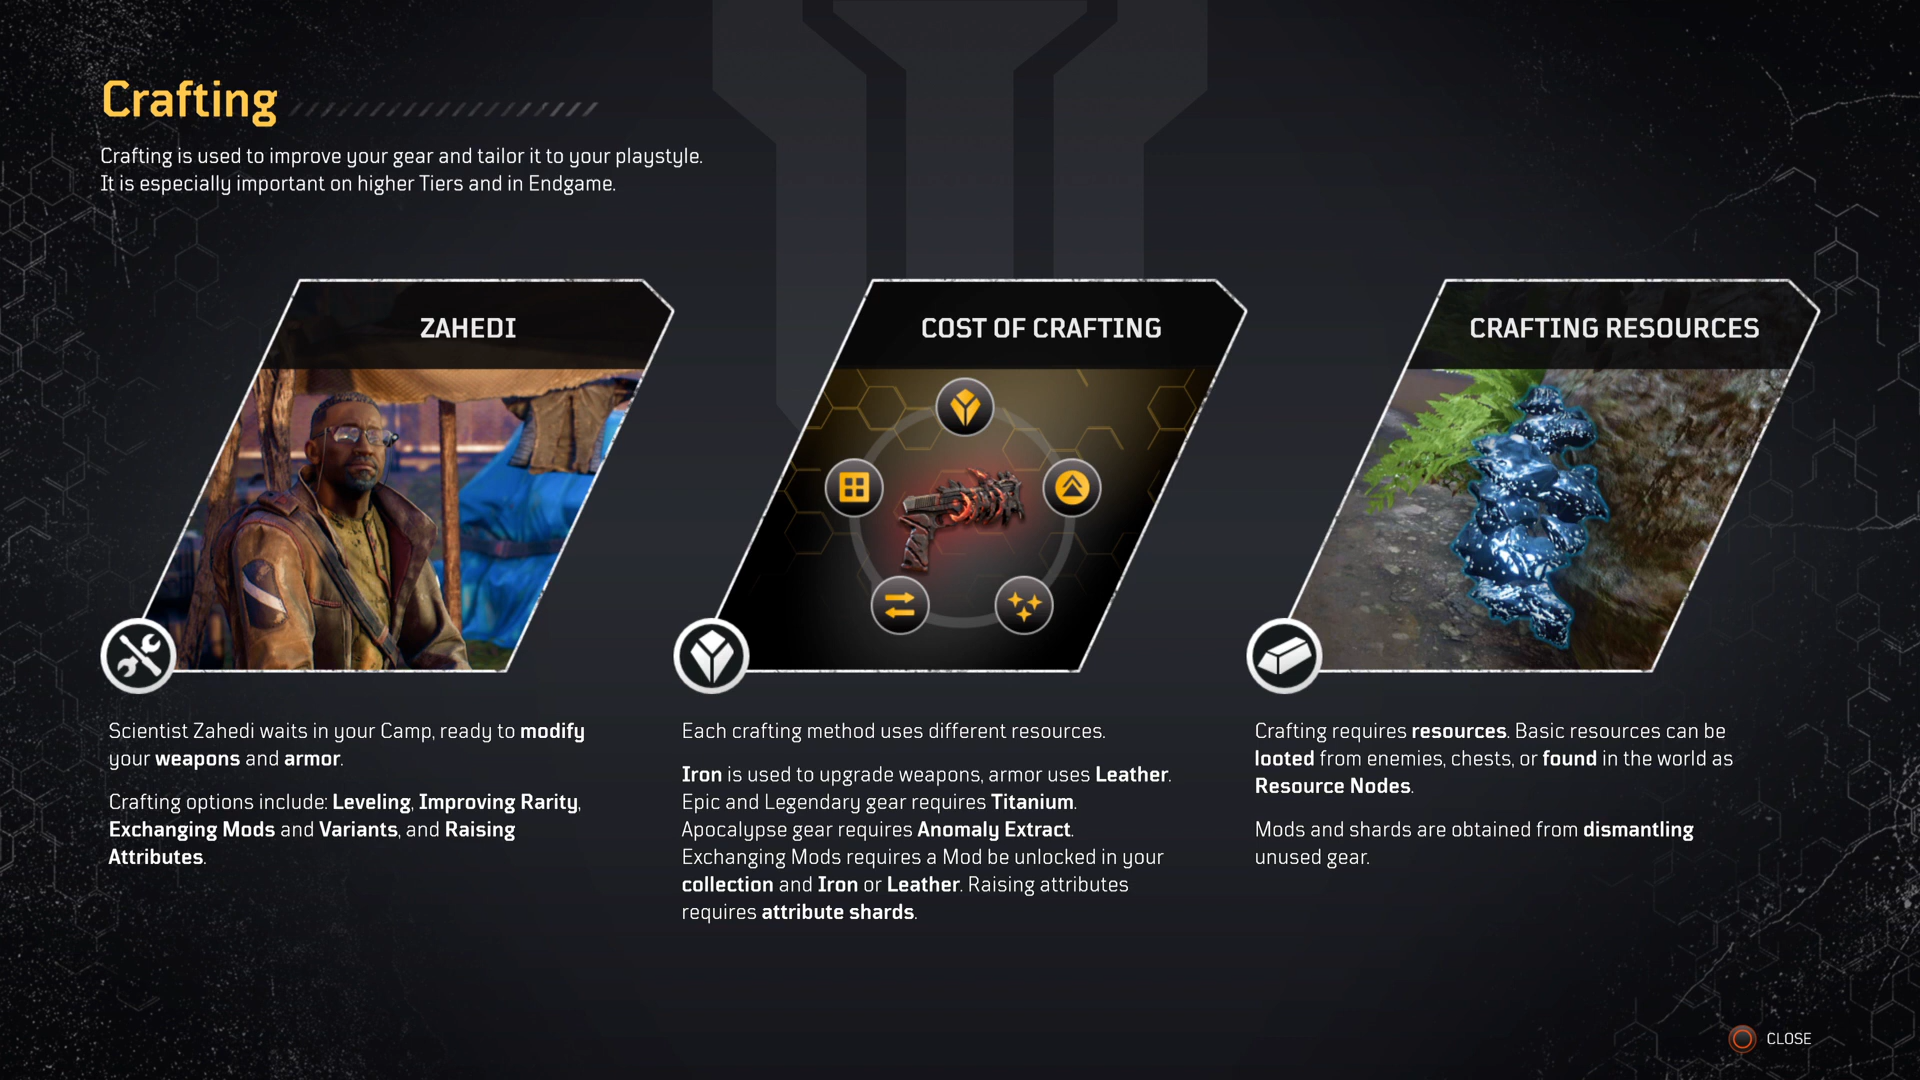 Crafting
Crafting is used to improve your gear and tailor it to your playstyle.
It is especially important on higher Tiers and in Endgame.
ZAHEDI
Scientist Zahedi waits in your Camp, ready to modify
your weapons and armor.
Crafting options include: Leveling, Improving Rarity,
Exchanging Mods and Variants, and Raising
Attributes.
COST OF CRAFTING
Each crafting method uses different resources.
Iron is used to upgrade weapons, armor uses Leather.
Epic and Legendary gear requires Titanium.
Apocalypse gear requires Anomaly Extract.
Exchanging Mods requires a Mod be unlocked in your
collection and Iron or Leather. Raising attributes
requires attribute shards.
CRAFTING RESOURCES
Crafting requires resources. Basic resources can be
looted from enemies, chests, or found in the world as
Resource Nodes.
Mods and shards are obtained from dismantling
unused gear.
CLOSE